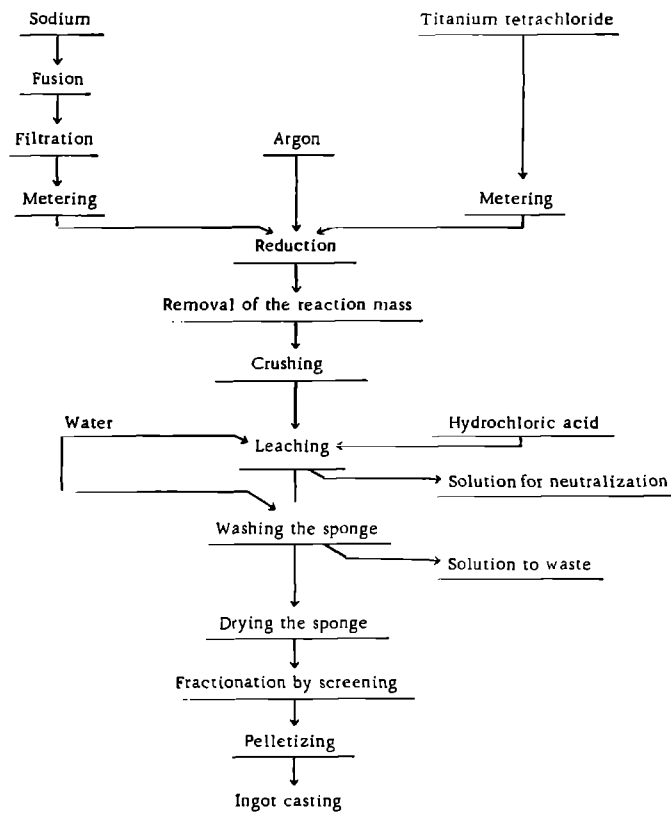 Sodium
Titanium tetrachloride
Fusion
Filtration
Argon
Metering
Metering
Reduction
Removal of the reaction mass
Crushing
Water
Hydrochloric acid
Leaching
Solution for neutralization
Washing the sponge
Solution to waste
Drying the sponge
Fractionation by screening
Pelletizing
Ingot casting